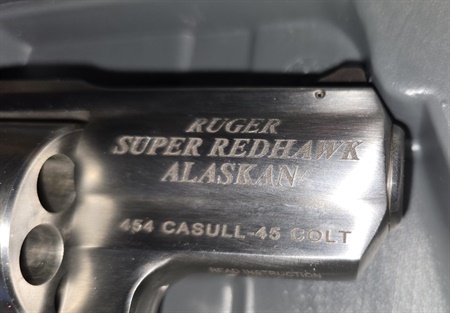 RUGER
SUPER REDHAWK
ALASKAN
454 CASULL-45 COLT
READ INSTRUCTION